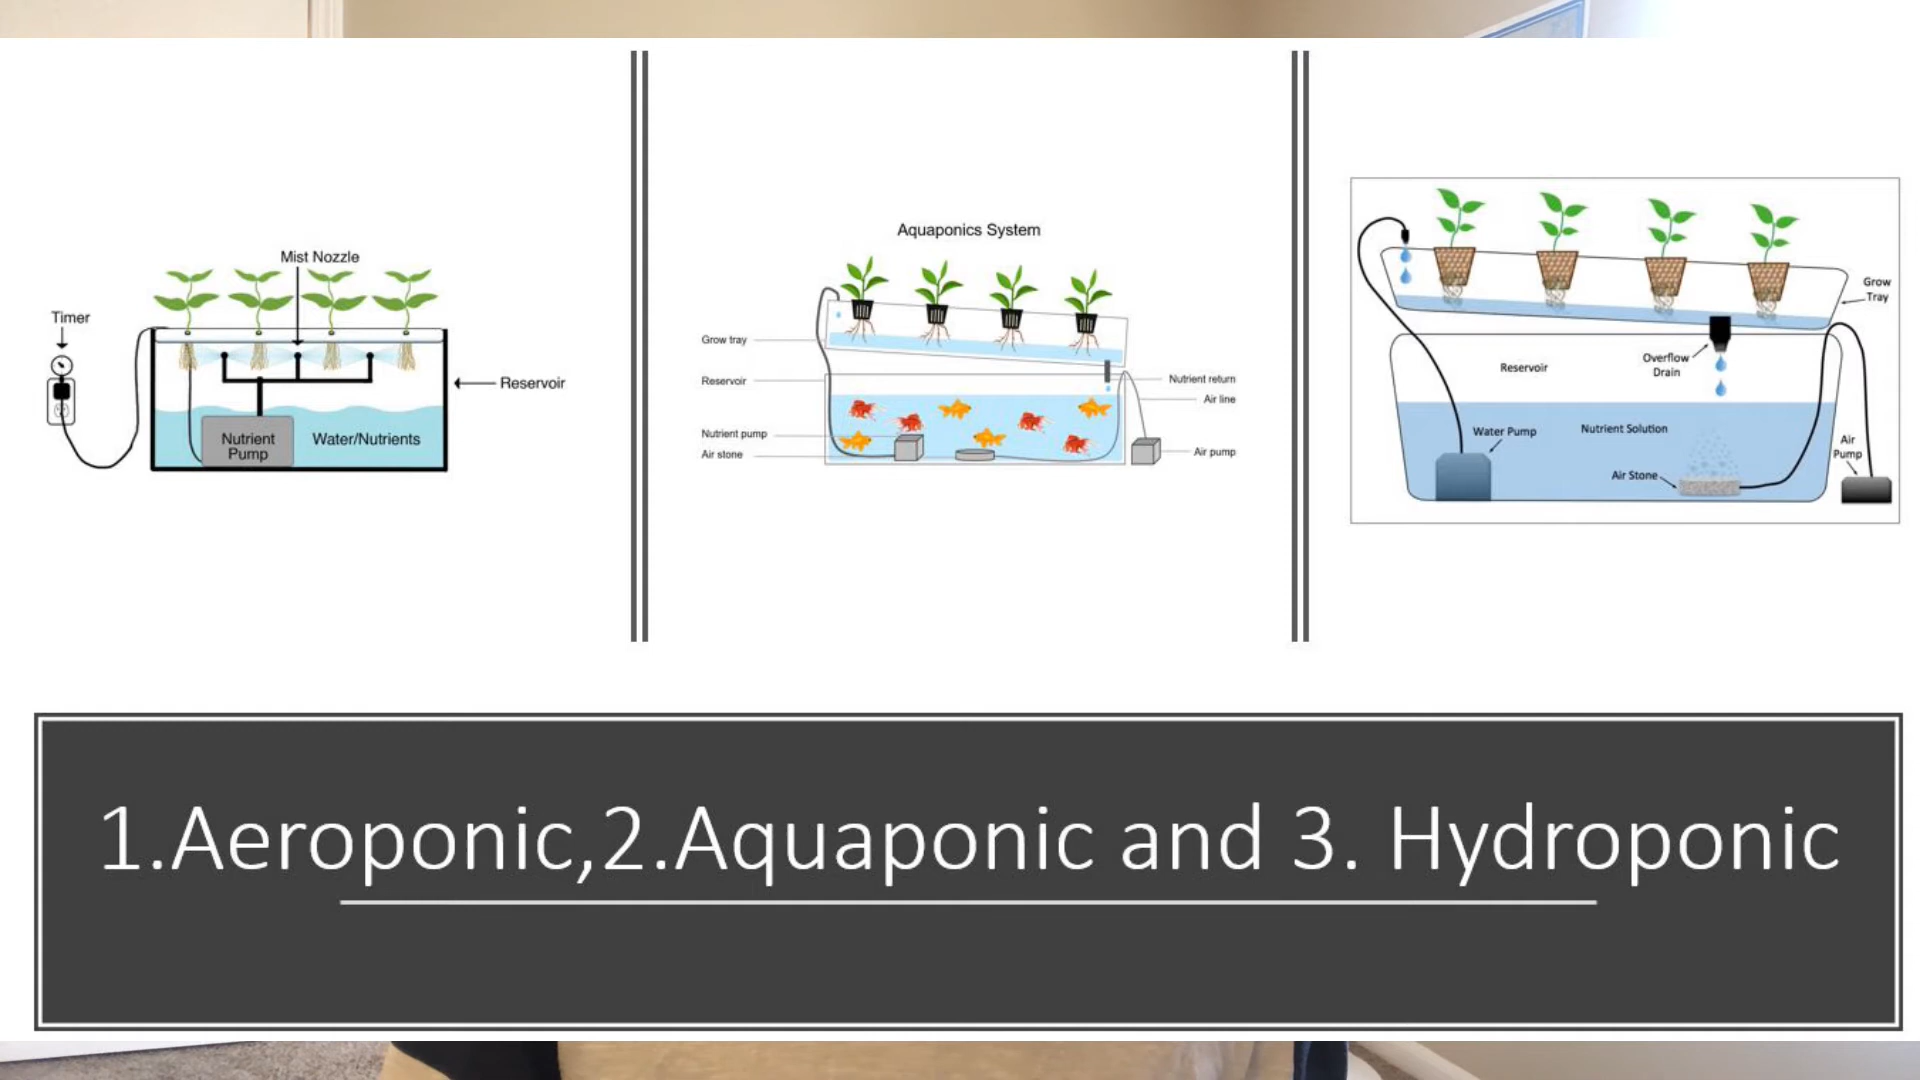 Mist Nozzle
Timer
Reservoir
Nutrient
Pump
Water/Nutrients
Aquaponics System
Grow tray
Reservoir
Nutrient pump
Air stone
Nutrient return
Air line
Air pump
Grow
Tray
Overflow
Drain
Reservoir
Water Pump
Nutrient Solution
Air
Pump
Air Stone
1.Aeroponic,2.Aquaponic and 3. Hydroponic